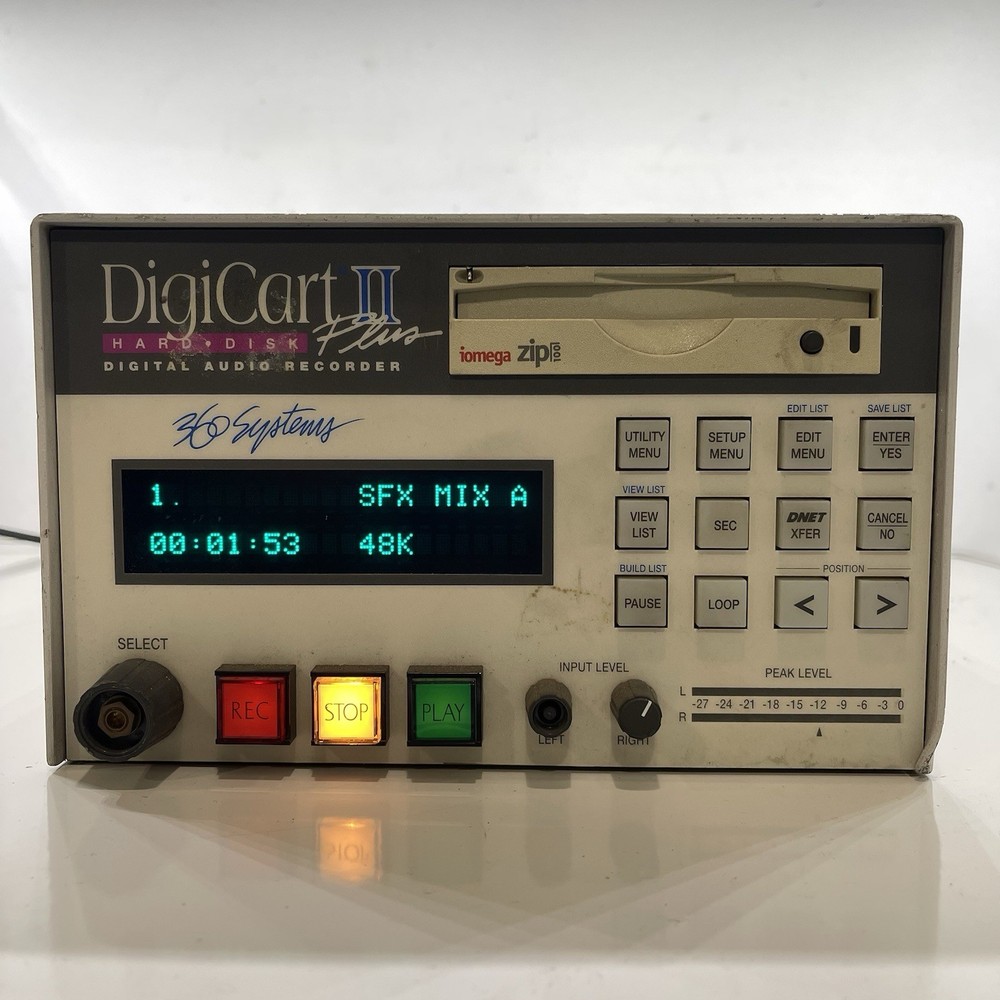 DigiCart II
Plus
HARD • DISK
DIGITAL AUDIO RECORDER
iomega zip 100
360 Systems
1. SFX MIX A
00:01:53 48K
EDIT LIST SAVE LIST
UTILITY MENU SETUP MENU EDIT MENU ENTER YES
VIEW LIST
VIEW LIST SEC DNET XFER CANCEL NO
BUILD LIST POSITION
PAUSE LOOP < >
SELECT
REC STOP PLAY
INPUT LEVEL
LEFT RIGHT
PEAK LEVEL
L
-27 -24 -21 -18 -15 -12 -9 -6 -3 0
R